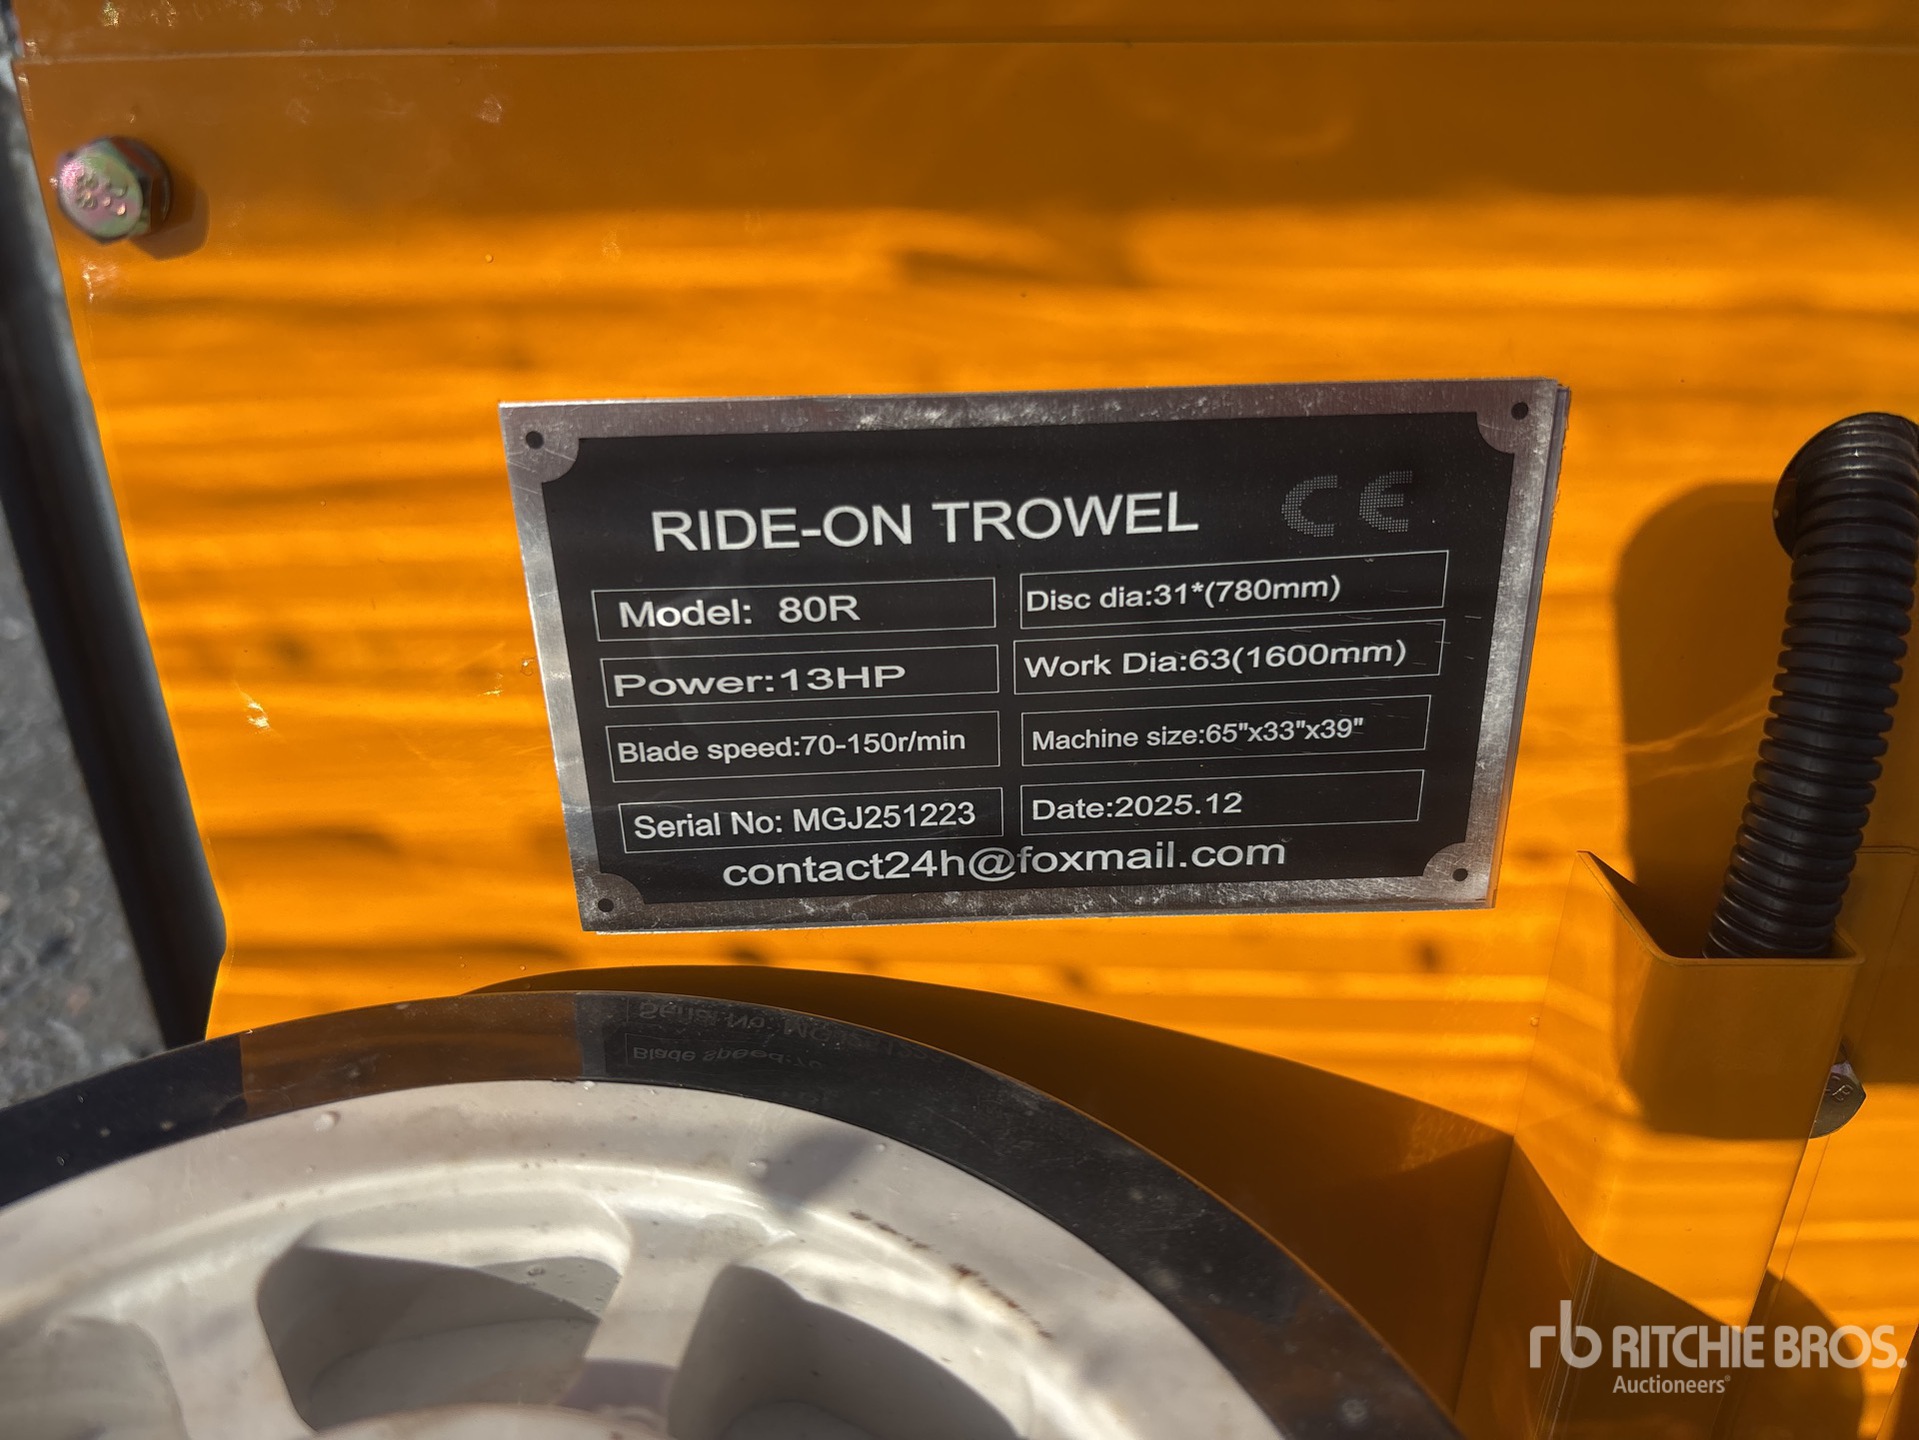 RIDE-ON TROWEL CE
Model: 80R
Disc dia:31*(780mm)
Power:13HP
Work Dia:63(1600mm)
Blade speed:70-150r/min
Machine size:65"x33"x39"
Serial No: MGJ251223
Date:2025.12
contact24h@foxmail.com
rb RITCHIE BROS.
Auctioneers®